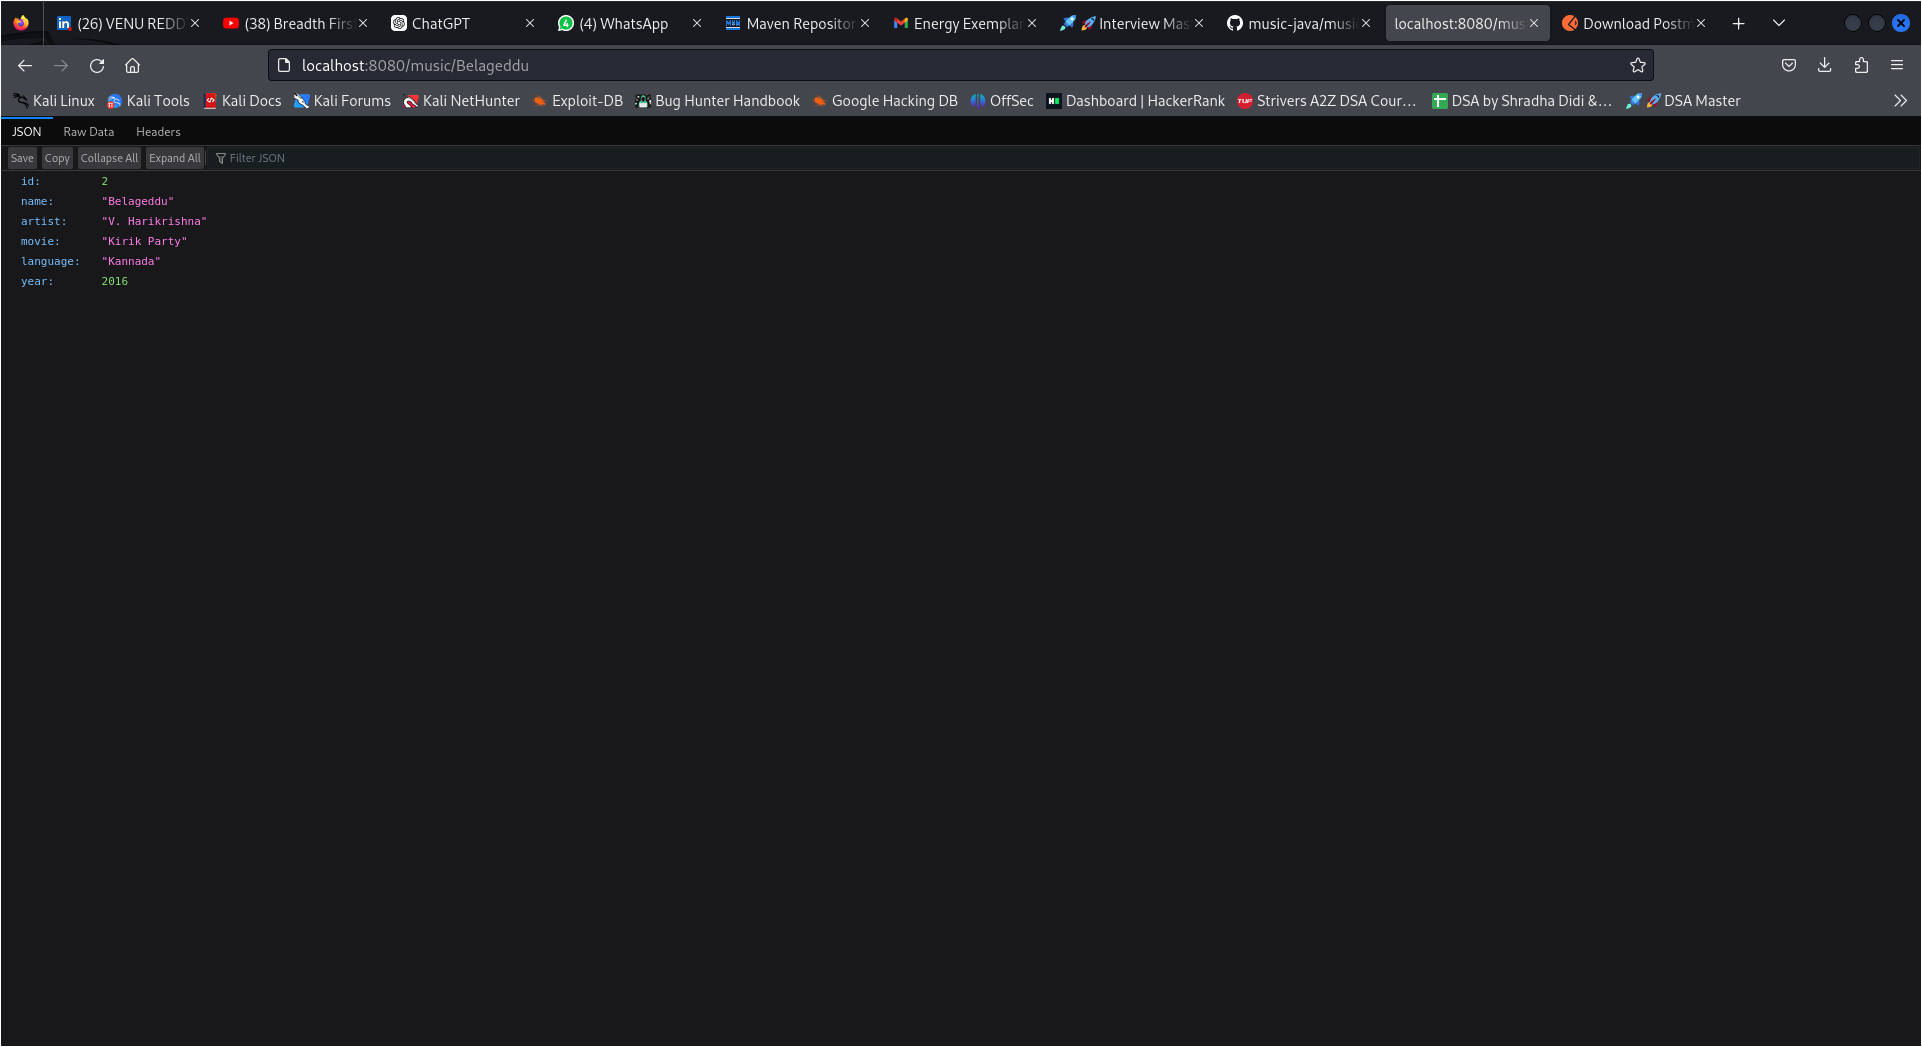 (26) VENU REDD
(38) Breadth Firs
ChatGPT
(4) WhatsApp
Maven Repositor
Energy Exemplar
Interview Mas
music-java/musi
localhost:8080/mus
Download Postm
localhost:8080/music/Belageddu
Kali Linux
Kali Tools
Kali Docs
Kali Forums
Kali NetHunter
Exploit-DB
Bug Hunter Handbook
Google Hacking DB
OffSec
Dashboard | HackerRank
Strivers A2Z DSA Cour…
DSA by Shradha Didi &…
DSA Master
JSON Raw Data Headers
Save Copy Collapse All Expand All Filter JSON
id: 2
name: "Belageddu"
artist: "V. Harikrishna"
movie: "Kirik Party"
language: "Kannada"
year: 2016